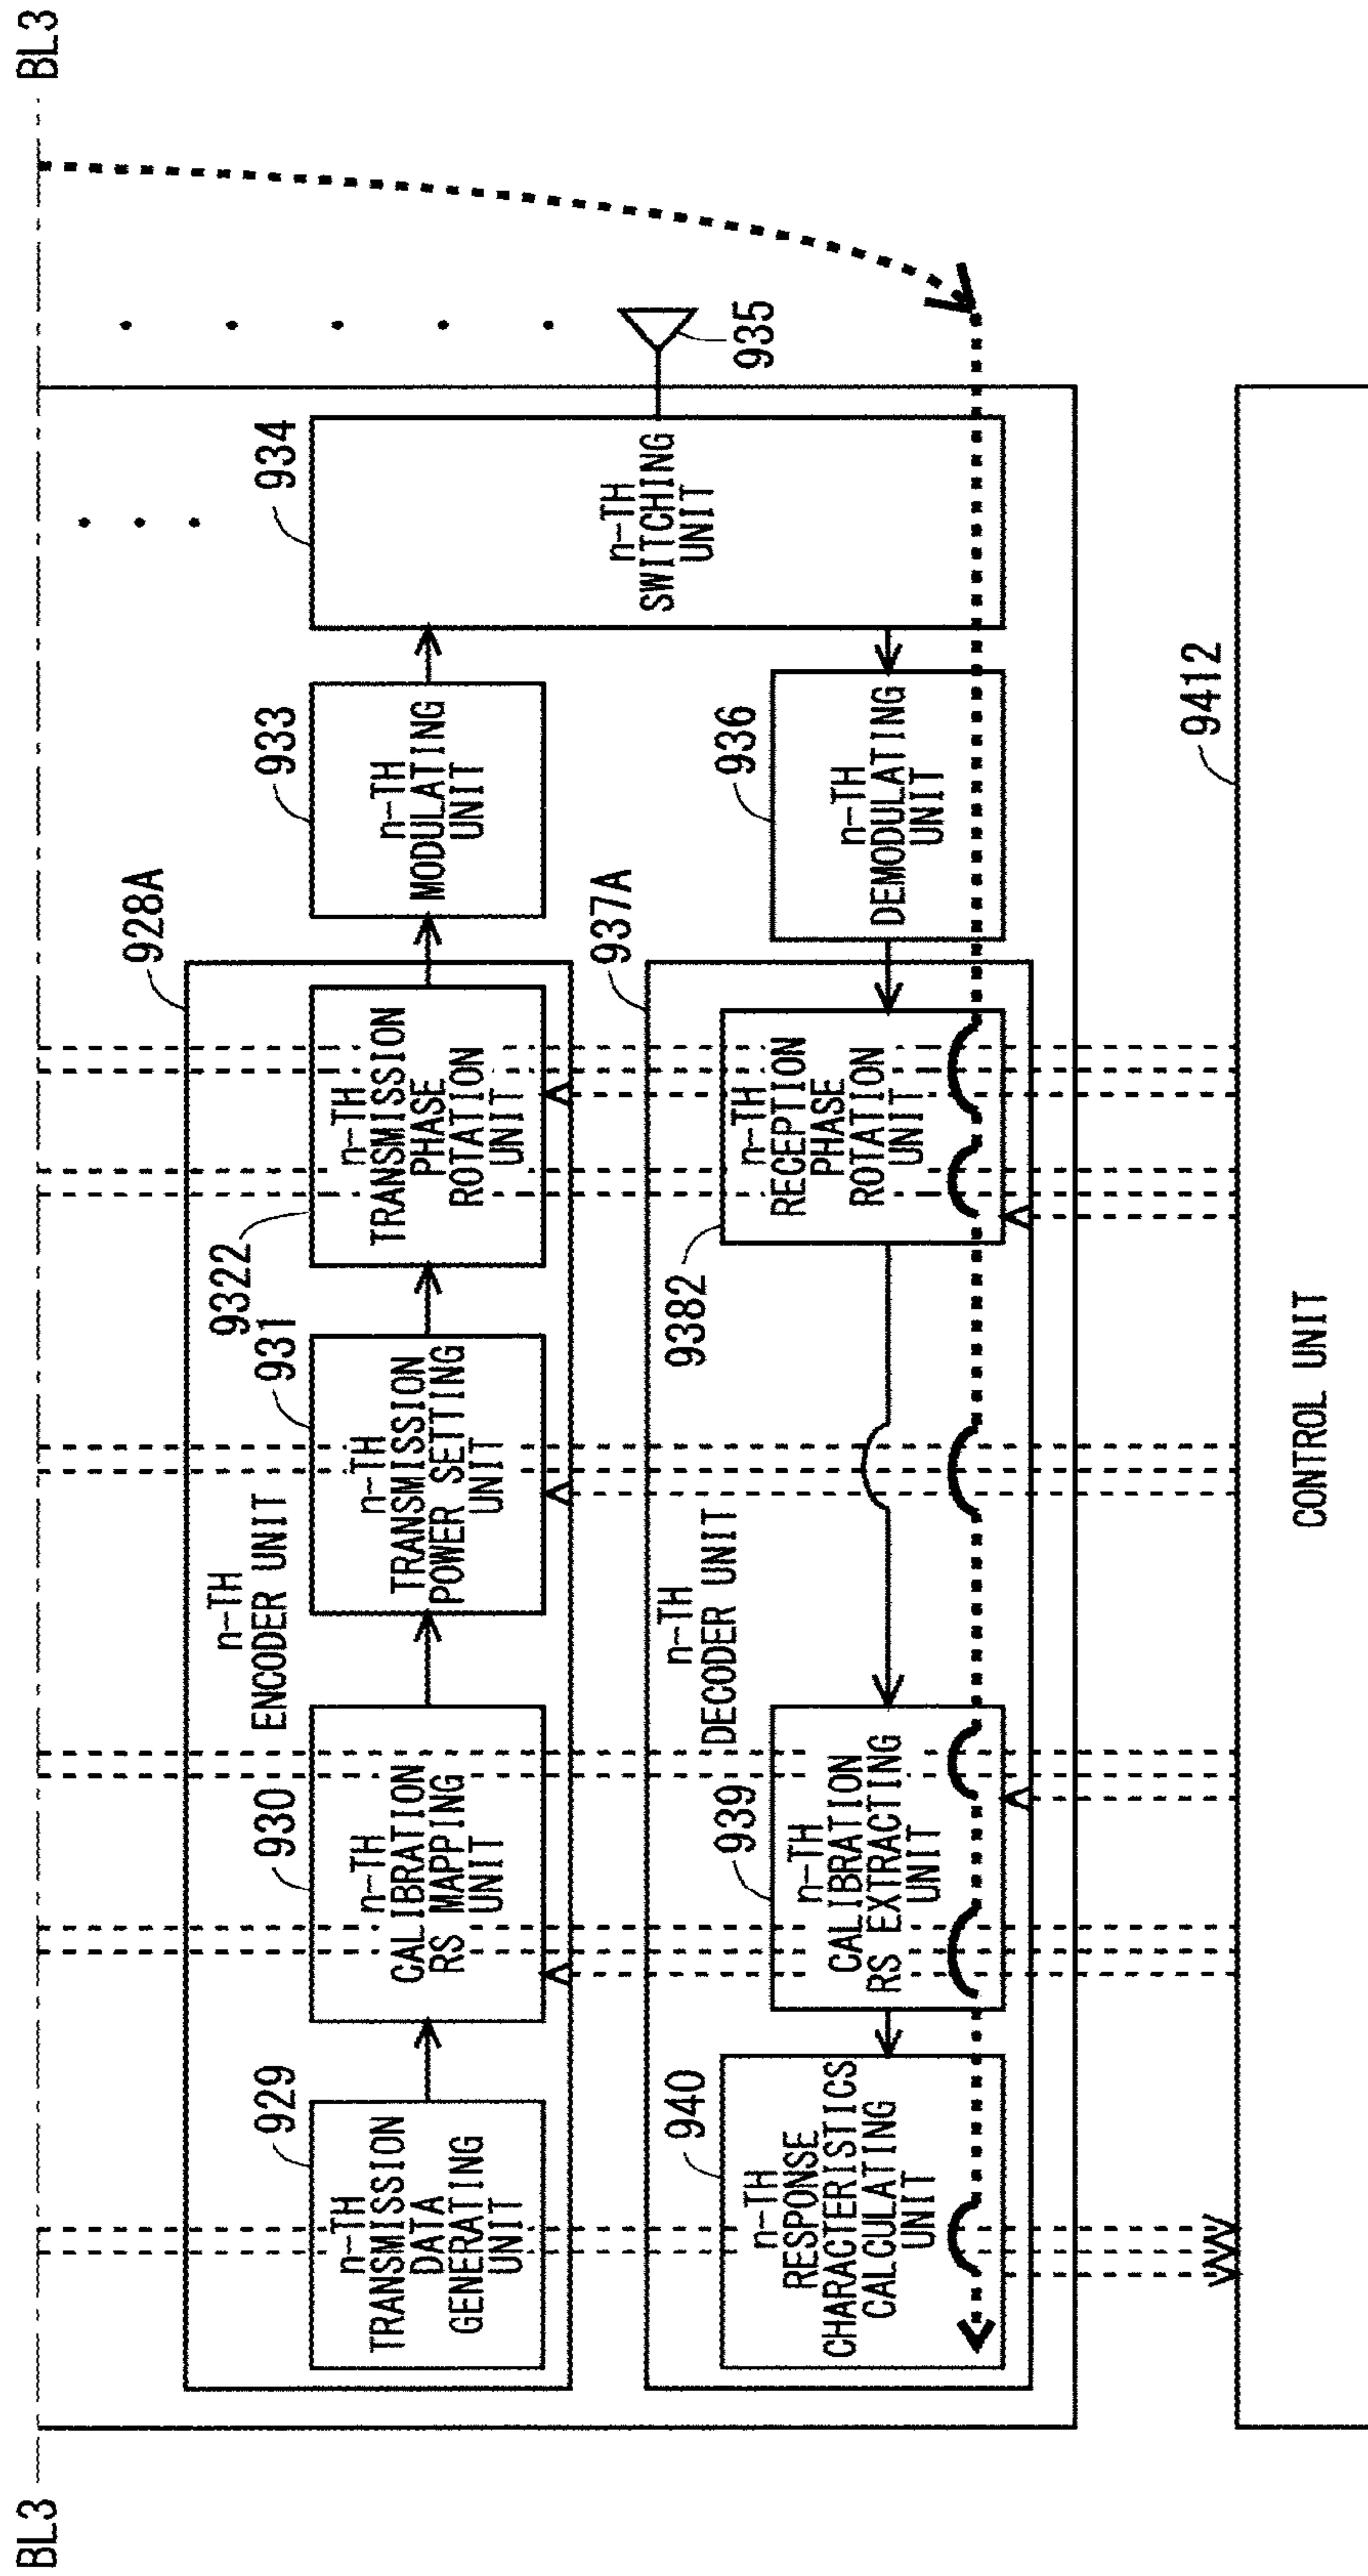 BL3
BL3
928A
n-TH
ENCODER UNIT
929
n-TH
TRANSMISSION
DATA
GENERATING
UNIT
930
n-TH
CALIBRATION
RS MAPPING
UNIT
931
n-TH
TRANSMISSION
POWER SETTING
UNIT
9322
n-TH
TRANSMISSION
PHASE
ROTATION
UNIT
933
n-TH
MODULATING
UNIT
934
n-TH
SWITCHING
UNIT
935
937A
n-TH
DECODER UNIT
940
n-TH
RESPONSE
CHARACTERISTICS
CALCULATING
UNIT
939
n-TH
CALIBRATION
RS EXTRACTING
UNIT
9382
n-TH
RECEPTION
PHASE
ROTATION
UNIT
936
n-TH
DEMODULATING
UNIT
9412
CONTROL UNIT